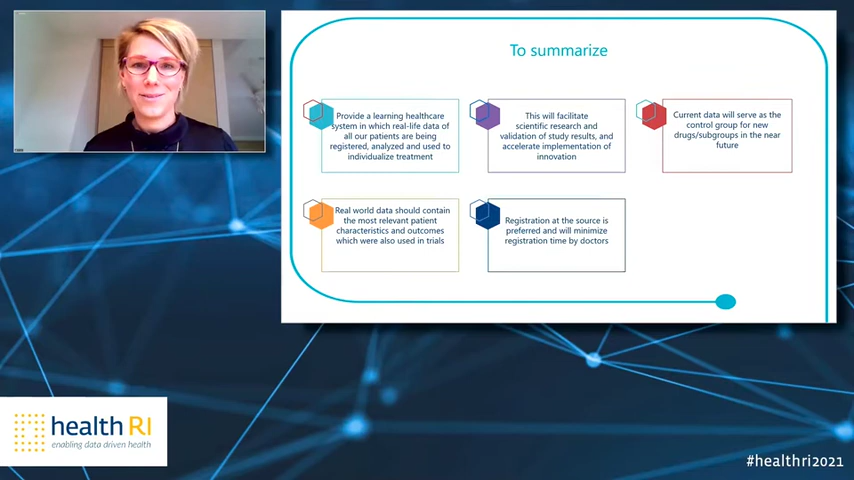 To summarize
Provide a learning healthcare
system in which real-life data of
all our patients are being
registered, analyzed and used to
individualize treatment
This will facilitate
scientific research and
validation of study results, and
accelerate implementation of
innovation
Current data will serve as the
control group for new
drugs/subgroups in the near
future
Real world data should contain
the most relevant patient
characteristics and outcomes
which were also used in trials
Registration at the source is
preferred and will minimize
registration time by doctors
health RI
enabling data driven health
#healthri2021